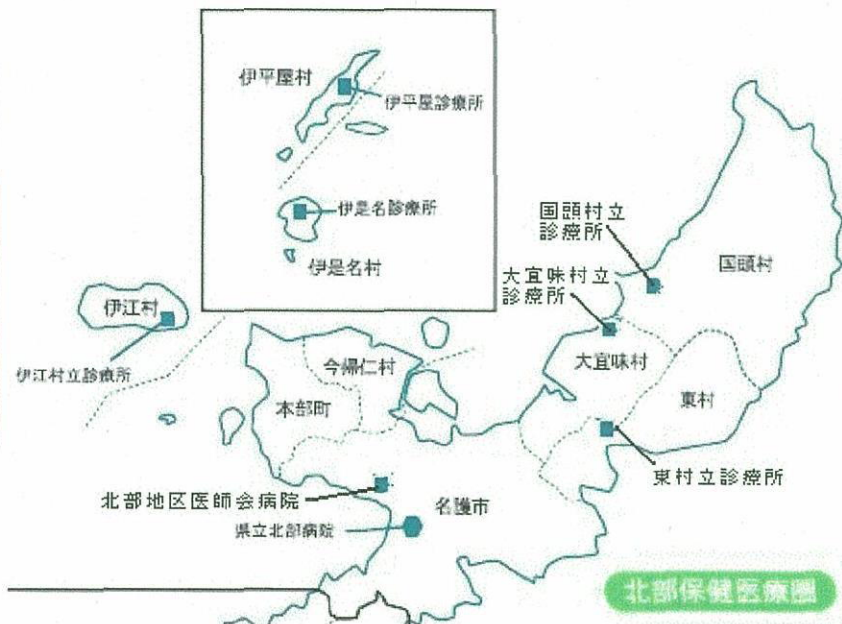 伊平屋村
伊平屋診療所
伊是名診療所
伊是名村
国頭村立
診療所
国頭村
大宜味村立
診療所
伊江村
伊江村立診療所
今帰仁村
大宜味村
本部町
東村
東村立診療所
北部地区医師会病院
名護市
県立北部病院
北部保健医療圏